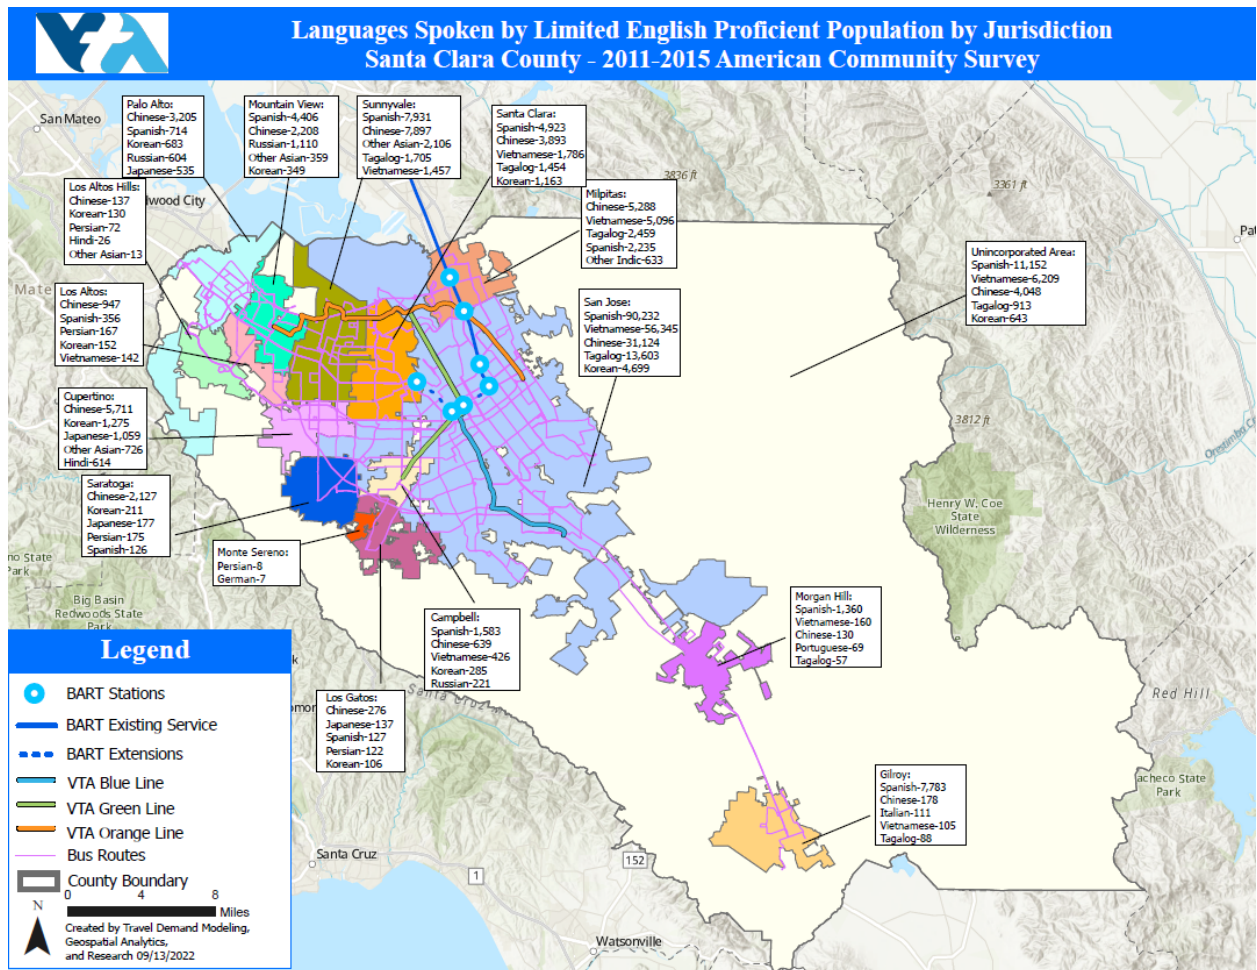 VTA
Languages Spoken by Limited English Proficient Population by Jurisdiction
Santa Clara County - 2011-2015 American Community Survey
San Mateo
Palo Alto:
Chinese-3,205
Spanish-714
Korean-683
Russian-604
Japanese-535
Mountain View:
Spanish-4,406
Chinese-2,208
Russian-1,110
Other Asian-359
Korean-349
Sunnyvale:
Spanish-7,931
Chinese-7,897
Other Asian-2,106
Tagalog-1,705
Vietnamese-1,457
Santa Clara:
Spanish-4,923
Chinese-3,893
Vietnamese-1,786
Tagalog-1,454
Korean-1,163
3836 ft
3361 ft
Los Altos Hills:
Chinese-137
Korean-130
Persian-72
Hindi-26
Other Asian-13
dwood City
Milpitas:
Chinese-5,288
Vietnamese-5,096
Tagalog-2,459
Spanish-2,235
Other Indic-633
Pat
Unincorporated Area:
Spanish-11,152
Vietnamese-6,209
Chinese-4,048
Tagalog-913
Korean-643
Mate
Los Altos:
Chinese-947
Spanish-356
Persian-167
Korean-152
Vietnamese-142
San Jose:
Spanish-90,232
Vietnamese-56,345
Chinese-31,124
Tagalog-13,603
Korean-4,699
Cupertino:
Chinese-5,711
Korean-1,275
Japanese-1,059
Other Asian-726
Hindi-614
3812 ft
Orestimba Cr
Saratoga:
Chinese-2,127
Korean-211
Japanese-177
Persian-175
Spanish-126
Henry W. Coe
State
Wilderness
Monte Sereno:
Persian-8
German-7
no State
Park
Big Basin
Redwoods State
Park
Campbell:
Spanish-1,583
Chinese-639
Vietnamese-426
Korean-285
Russian-221
Morgan Hill:
Spanish-1,360
Vietnamese-160
Chinese-130
Portuguese-69
Tagalog-57
Los Gatos:
Chinese-276
Japanese-137
Spanish-127
Persian-122
Korean-106
Santa Cruz
Red Hill
Gilroy:
Spanish-7,783
Chinese-178
Italian-111
Vietnamese-105
Tagalog-88
acheco State
Park
Legend
BART Stations
BART Existing Service
BART Extensions
VTA Blue Line
VTA Green Line
VTA Orange Line
Bus Routes
County Boundary
N
0 4 8
Miles
Created by Travel Demand Modeling,
Geospatial Analytics,
and Research 09/13/2022
Santa Cruz
1
152
Watsonville